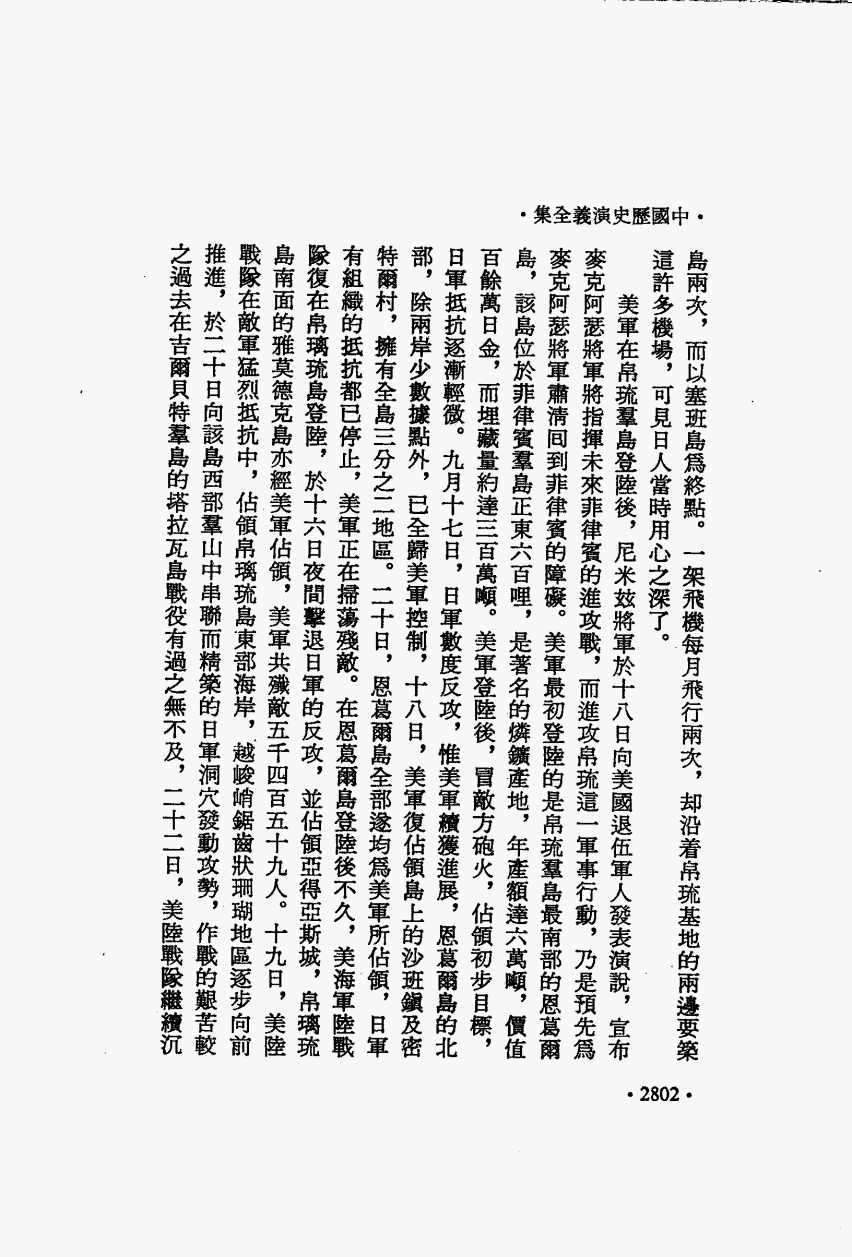 ·中國歷史演義全集·
島兩次，而以塞班島爲終點。一架飛機每月飛行兩次，却沿着帛琉基地的兩邊要築
這許多機場，可見日人當時用心之深了。
美軍在帛琉羣島登陸後，尼米玆將軍於十八日向美國退伍軍人發表演說，宣布
麥克阿瑟將軍將指揮未來菲律賓的進攻戰，而進攻帛琉這一軍事行動，乃是預先爲
麥克阿瑟將軍肅清囘到菲律賓的障礙。美軍最初登陸的是帛琉羣島最南部的恩葛爾
島，該島位於菲律賓羣島正東六百哩，是著名的燐鑛產地，年產額達六萬噸，價值
百餘萬日金，而埋藏量約達三百萬噸。美軍登陸後，冒敵方砲火，佔領初步目標，
日軍抵抗逐漸輕微。九月十七日，日軍數度反攻，惟美軍續獲進展，恩葛爾島的北
部，除兩岸少數據點外，已全歸美軍控制，十八日，美軍復佔領島上的沙班鎭及密
特爾村，擁有全島三分之二地區。二十日，恩葛爾島全部遂均爲美軍所佔領，日軍
有組織的抵抗都已停止，美軍正在掃蕩殘敵。在恩葛爾島登陸後不久，美海軍陸戰
隊復在帛璃琉島登陸，於十六日夜間擊退日軍的反攻，並佔領亞得亞斯城，帛璃琉
島南面的雅莫德克島亦經美軍佔領，美軍共殲敵五千四百五十九人。十九日，美陸
戰隊在敵軍猛烈抵抗中，佔領帛璃琉島東部海岸，越峻峭鋸齒狀珊瑚地區逐步向前
推進，於二十日向該島西部羣山中串聯而精築的日軍洞穴發動攻勢，作戰的艱苦較
之過去在吉爾貝特羣島的塔拉瓦島戰役有過之無不及，二十二日，美陸戰隊繼續沉
·2802·